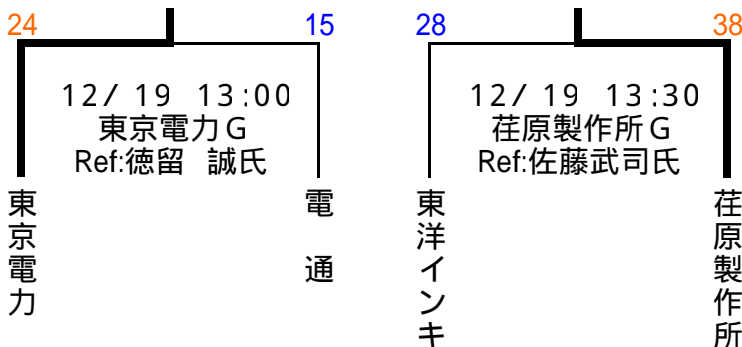 24 15 28 38
12/ 19 13:00
東京電力G
Ref:徳留 誠氏
12/ 19 13:30
荏原製作所G
Ref:佐藤武司氏
東京電力
電通
東洋インキ
荏原製作所